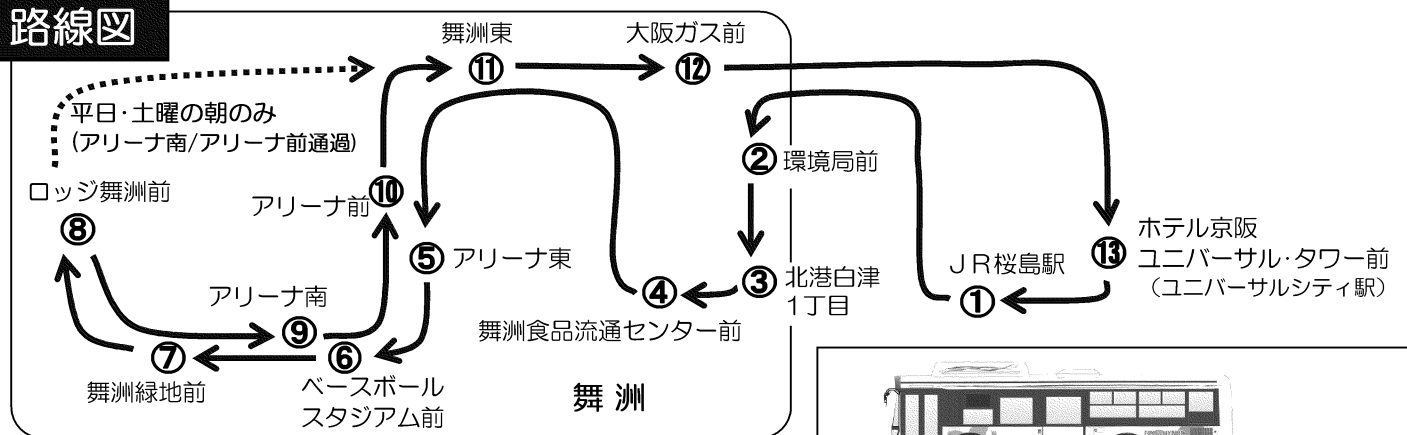 路線図
舞洲東
大阪ガス前
⑪
⑫
平日・土曜の朝のみ
(アリーナ南/アリーナ前通過)
②環境局前
ロッジ舞洲前
⑧
アリーナ前⑩
⑤アリーナ東
ホテル京阪
⑬ユニバーサル・タワー前
(ユニバーサルシティ駅)
JR桜島駅
①
③北港白津
1丁目
④
舞洲食品流通センター前
アリーナ南
⑨
⑦
舞洲緑地前
⑥
ベースボール
スタジアム前
舞洲